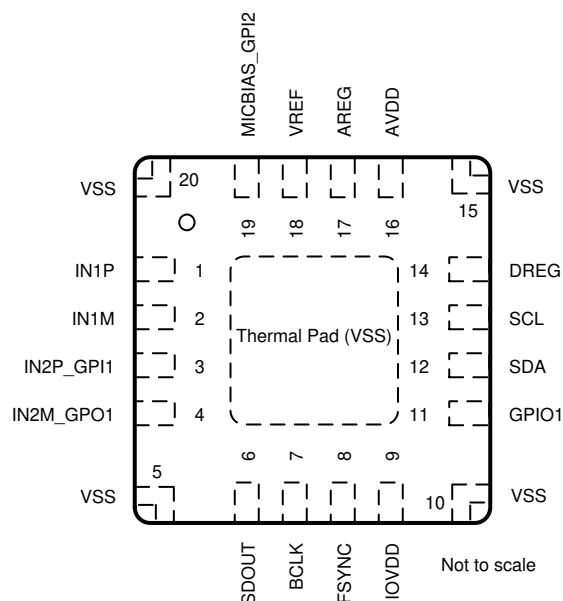 MICBIAS_GPI2
VREF
AREG
AVDD
VSS
20
19
18
17
16
15
VSS
IN1P
1
14
DREG
IN1M
2
13
SCL
Thermal Pad (VSS)
IN2P_GPI1
3
12
SDA
IN2M_GPO1
4
11
GPIO1
VSS
5
6
7
8
9
10
VSS
SDOUT
BCLK
FSYNC
IOVDD
Not to scale